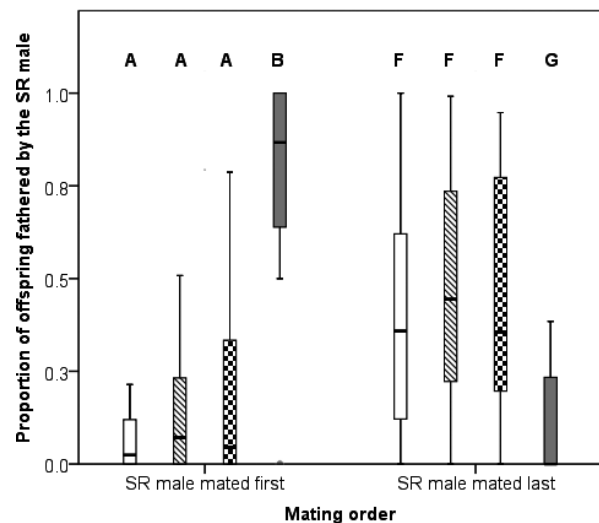 A A A B F F F G
1.0
0.8
0.5
0.3
0.0
Proportion of offspring fathered by the SR male
SR male mated first SR male mated last
Mating order